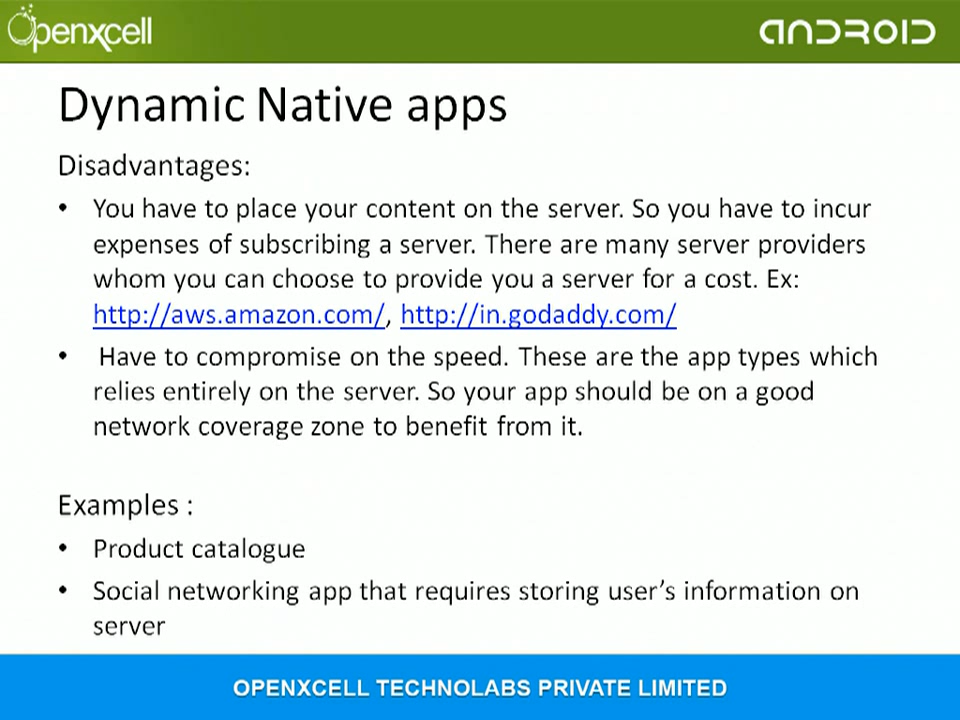 Openxcell
ANDROID
Dynamic Native apps
Disadvantages:
• You have to place your content on the server. So you have to incur
expenses of subscribing a server. There are many server providers
whom you can choose to provide you a server for a cost. Ex:
http://aws.amazon.com/, http://in.godaddy.com/
• Have to compromise on the speed. These are the app types which
relies entirely on the server. So your app should be on a good
network coverage zone to benefit from it.
Examples :
• Product catalogue
• Social networking app that requires storing user’s information on
server
OPENXCELL TECHNOLABS PRIVATE LIMITED